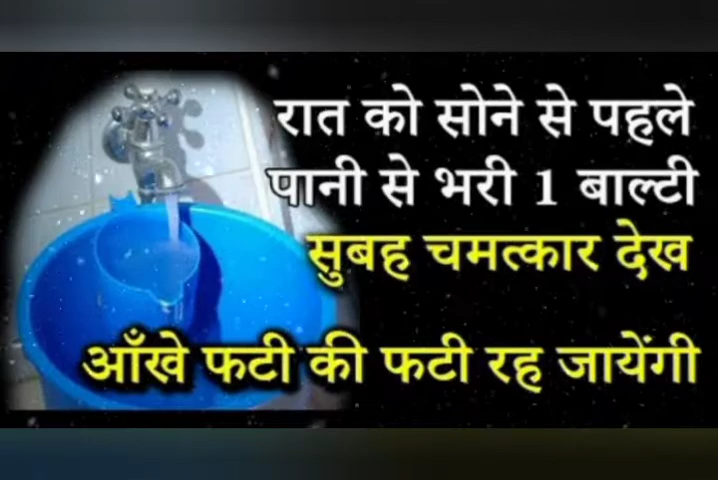 रात को सोने से पहले
पानी से भरी 1 बाल्टी
सुबह चमत्कार देख
आँखे फटी की फटी रह जायेंगी